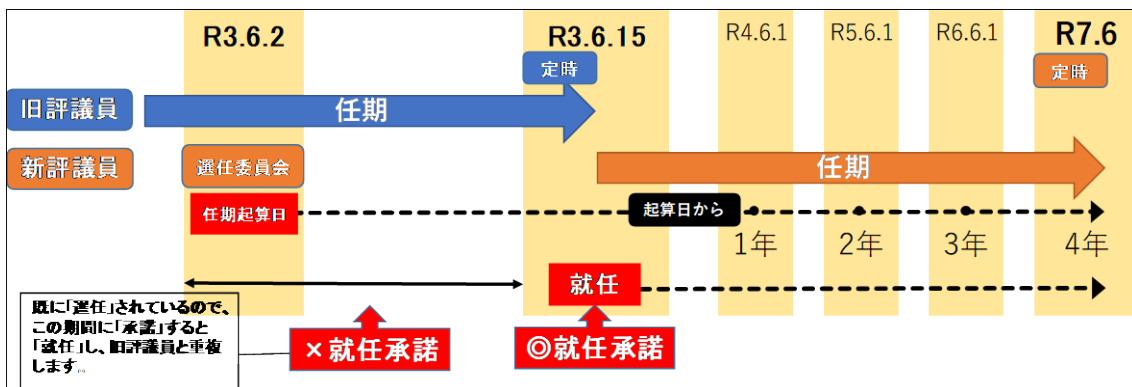 R3.6.2
R3.6.15
R4.6.1
R5.6.1
R6.6.1
R7.6
定時
定時
旧評議員
任期
新評議員
選任委員会
任期
任期起算日
起算日から
1年
2年
3年
4年
就任
既に「選任」されているので、
この期間に「承諾」すると
「就任」し、旧評議員と重複
します。
×就任承諾
◎就任承諾